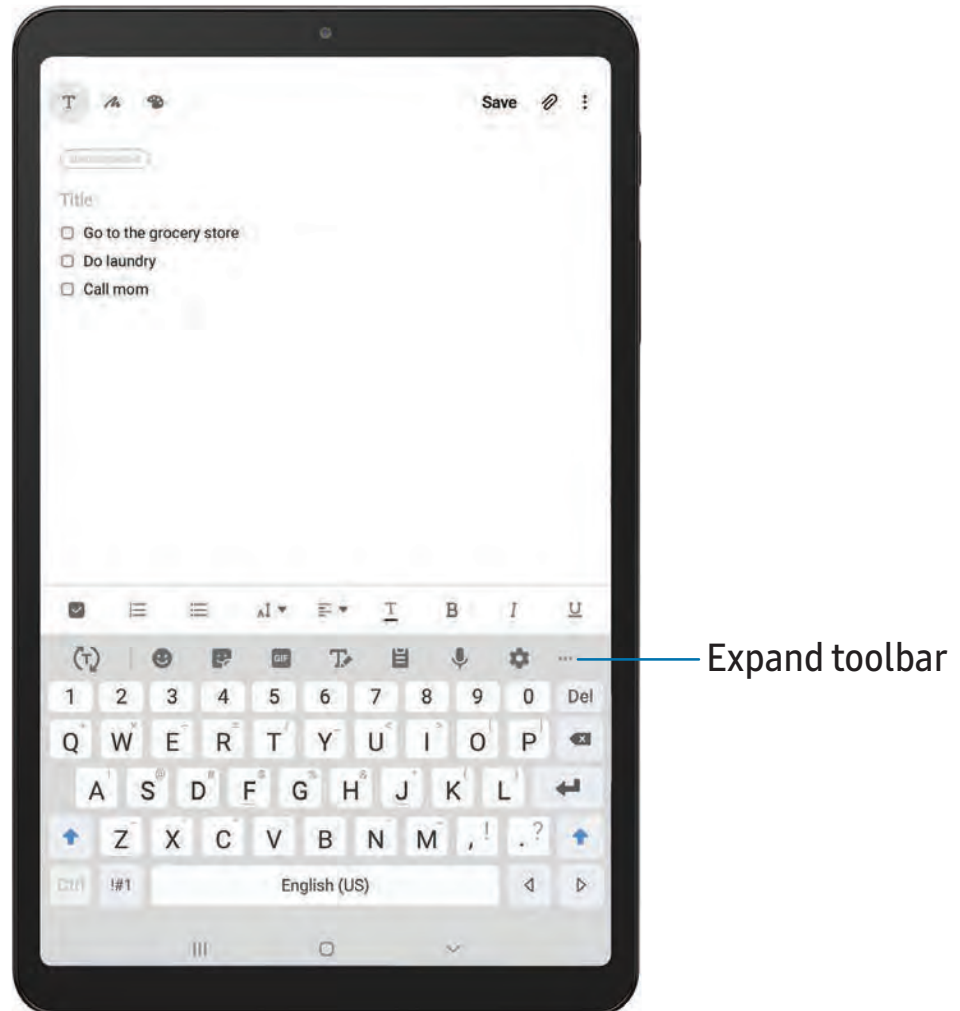 T Save
Title
Go to the grocery store
Do laundry
Call mom
T B I U
T GIF T
Expand toolbar
1 2 3 4 5 6 7 8 9 0 Del
Q W E R T Y U I O P
A S D F G H J K L
Z X C V B N M , ! . ?
Ctrl !#1 English (US)